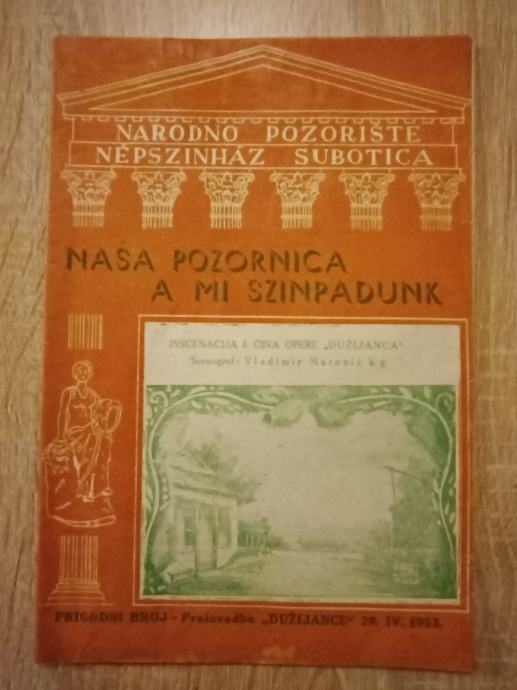 NARODNO POZORIŠTE
NÉPSZINHÁZ SUBOTICA
NAŠA POZORNICA
A MI SZINPADUNK
INSCENACIJA I. ČINA OPERE „DUŽIJANCA“
Scenograf: Vladimir Marenić k. g.
PRIGODNI BROJ - Praizvedba „DUŽIJANCE“ 29. IV. 1953.